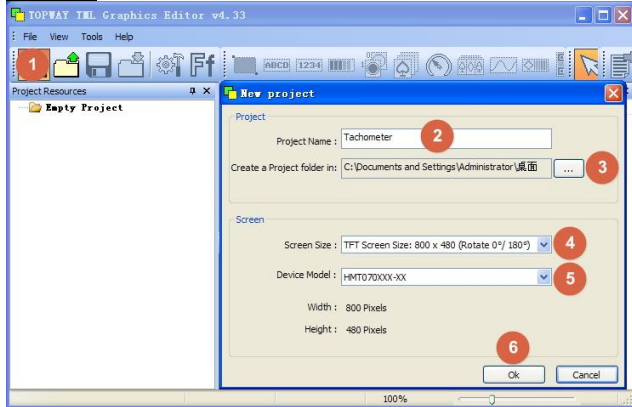 TOPWAY TML Graphics Editor v4.33
File View Tools Help
1 Ff ABCD 1234
Project Resources
Empty Project
New project
Project
Project Name : Tachometer 2
Create a Project folder in: C:\Documents and Settings\Administrator\桌面 ... 3
Screen
Screen Size : TFT Screen Size: 800 x 480 (Rotate 0°/ 180°) 4
Device Model : HMT070XXX-XX 5
Width : 800 Pixels
Height : 480 Pixels
6
Ok Cancel
100%